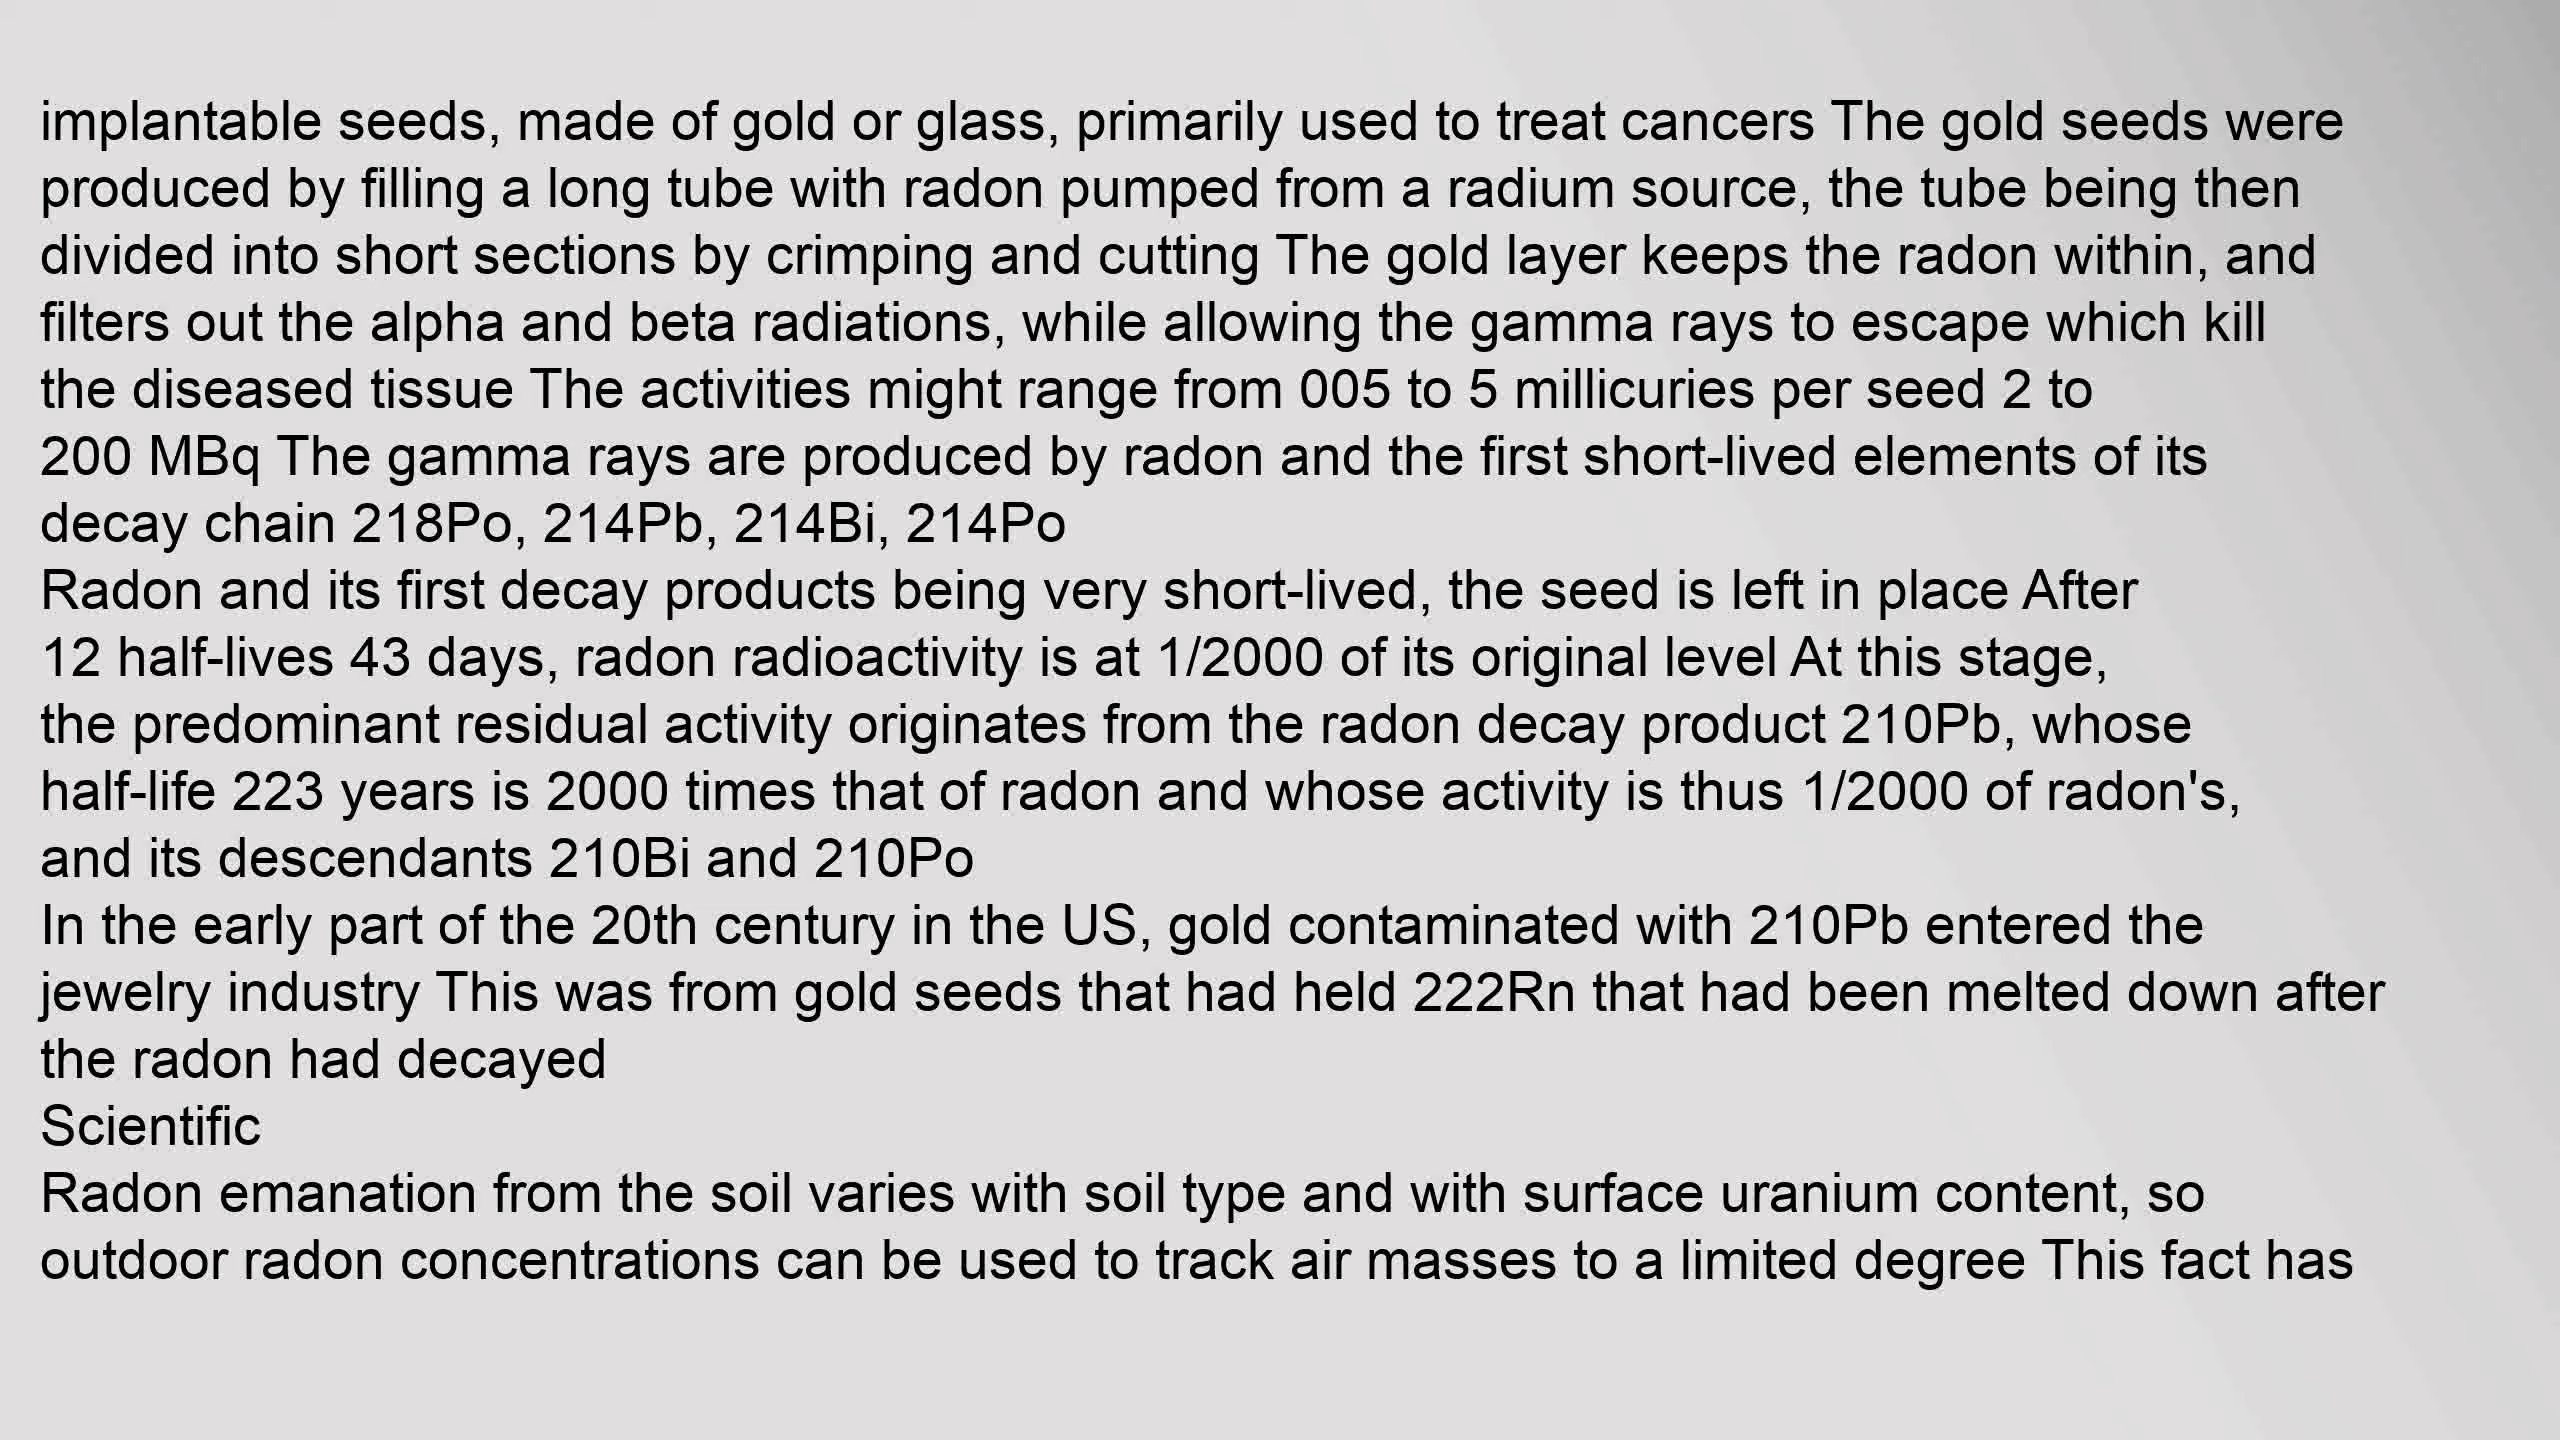 implantable seeds, made of gold or glass, primarily used to treat cancers The gold seeds were
produced by filling a long tube with radon pumped from a radium source, the tube being then
divided into short sections by crimping and cutting The gold layer keeps the radon within, and
filters out the alpha and beta radiations, while allowing the gamma rays to escape which kill
the diseased tissue The activities might range from 005 to 5 millicuries per seed 2 to
200 MBq The gamma rays are produced by radon and the first short-lived elements of its
decay chain 218Po, 214Pb, 214Bi, 214Po
Radon and its first decay products being very short-lived, the seed is left in place After
12 half-lives 43 days, radon radioactivity is at 1/2000 of its original level At this stage,
the predominant residual activity originates from the radon decay product 210Pb, whose
half-life 223 years is 2000 times that of radon and whose activity is thus 1/2000 of radon's,
and its descendants 210Bi and 210Po
In the early part of the 20th century in the US, gold contaminated with 210Pb entered the
jewelry industry This was from gold seeds that had held 222Rn that had been melted down after
the radon had decayed
Scientific
Radon emanation from the soil varies with soil type and with surface uranium content, so
outdoor radon concentrations can be used to track air masses to a limited degree This fact has